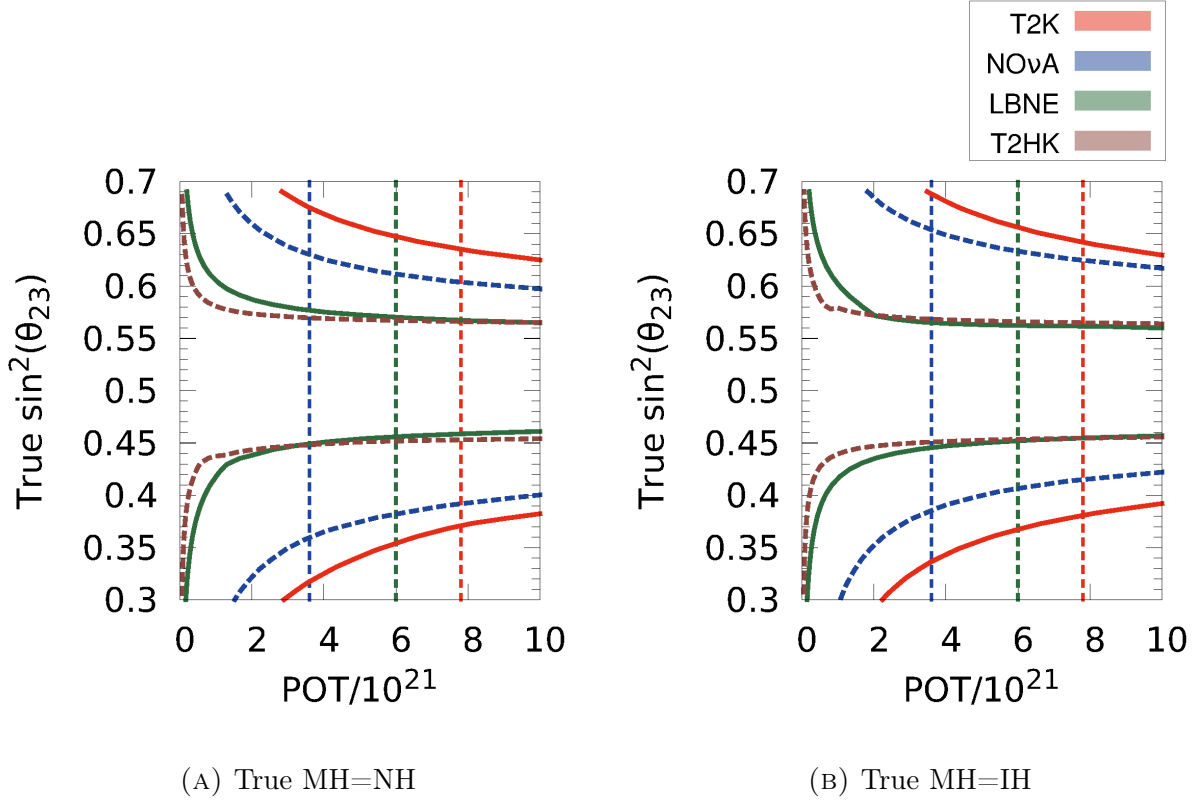 T2K
NOνA
LBNE
T2HK
0.7
0.65
0.6
0.55
0.5
0.45
0.4
0.35
0.3
True sin²(θ₂₃)
0 2 4 6 8 10
POT/10²¹
(A) True MH=NH
0.7
0.65
0.6
0.55
0.5
0.45
0.4
0.35
0.3
True sin²(θ₂₃)
0 2 4 6 8 10
POT/10²¹
(B) True MH=IH